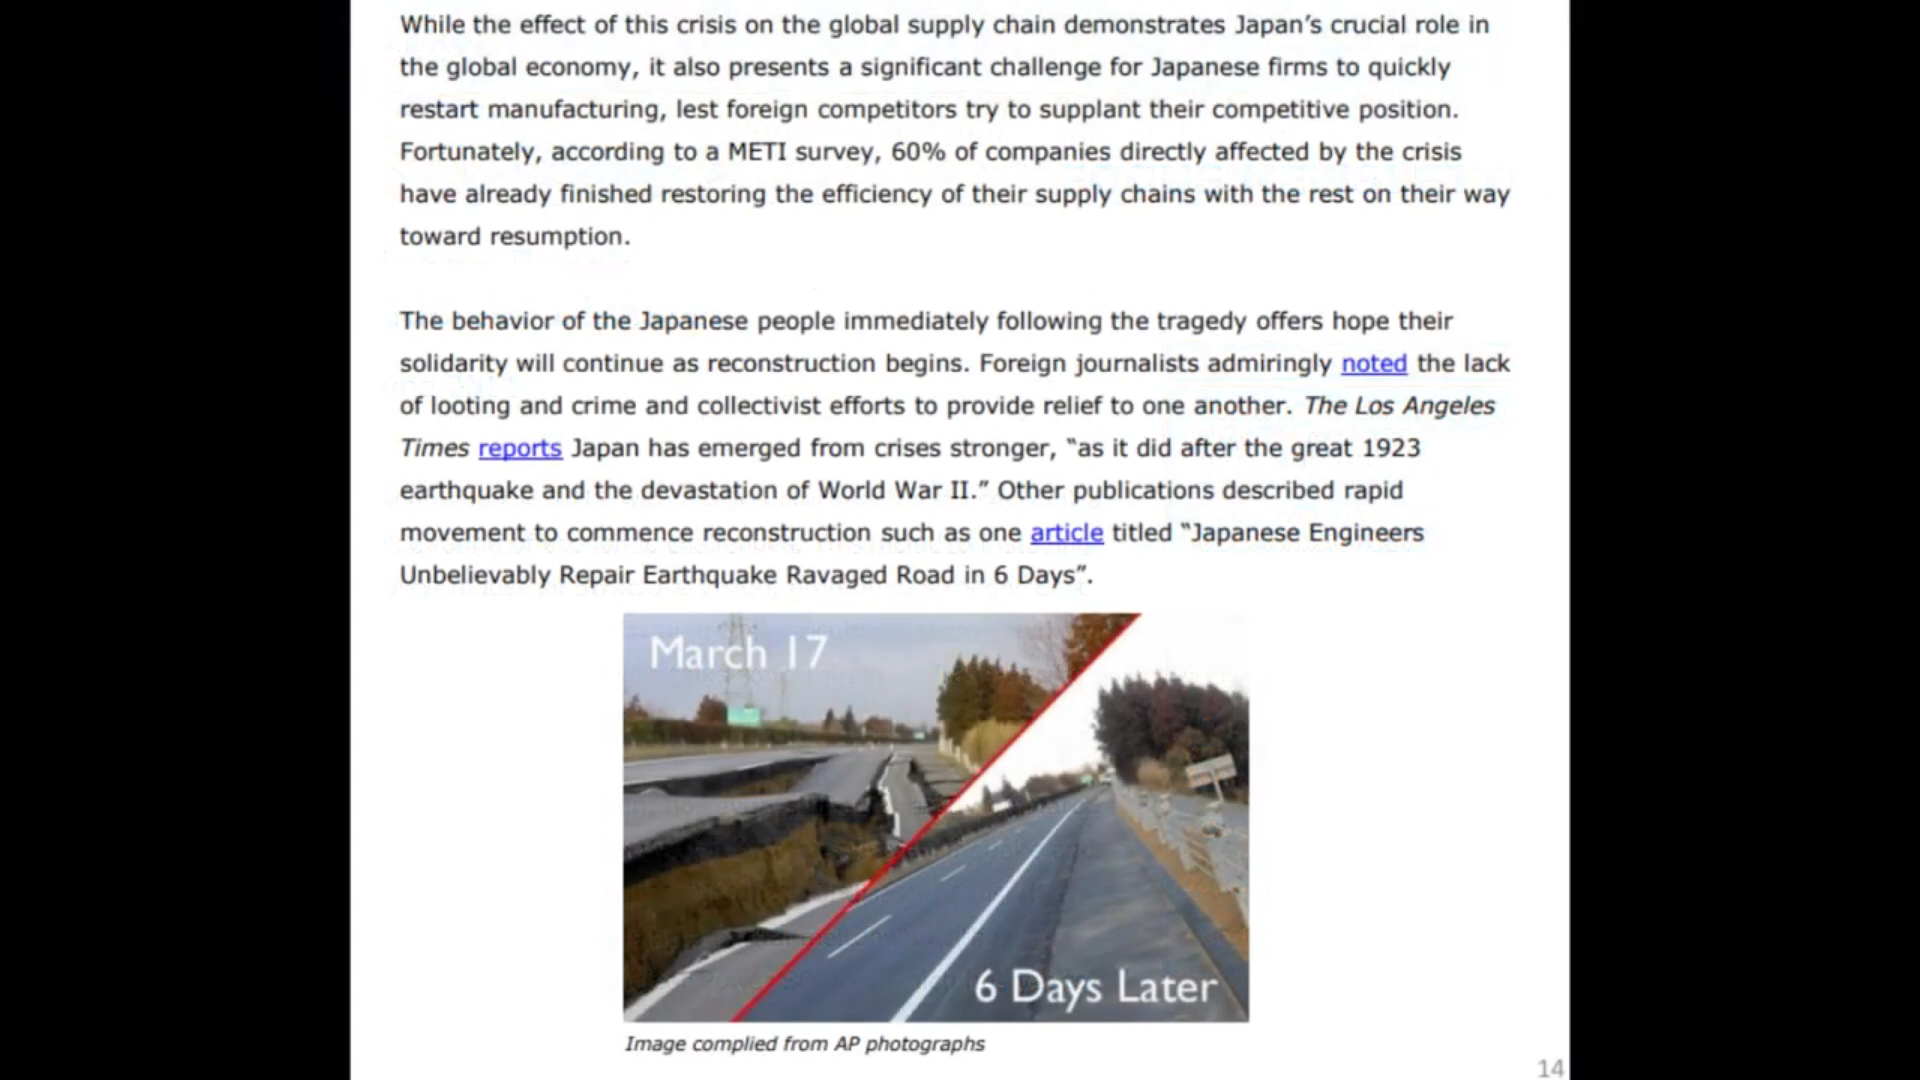 While the effect of this crisis on the global supply chain demonstrates Japan’s crucial role in
the global economy, it also presents a significant challenge for Japanese firms to quickly
restart manufacturing, lest foreign competitors try to supplant their competitive position.
Fortunately, according to a METI survey, 60% of companies directly affected by the crisis
have already finished restoring the efficiency of their supply chains with the rest on their way
toward resumption.
The behavior of the Japanese people immediately following the tragedy offers hope their
solidarity will continue as reconstruction begins. Foreign journalists admiringly noted the lack
of looting and crime and collectivist efforts to provide relief to one another. The Los Angeles
Times reports Japan has emerged from crises stronger, “as it did after the great 1923
earthquake and the devastation of World War II.” Other publications described rapid
movement to commence reconstruction such as one article titled “Japanese Engineers
Unbelievably Repair Earthquake Ravaged Road in 6 Days”.
March 17
6 Days Later
Image complied from AP photographs
14